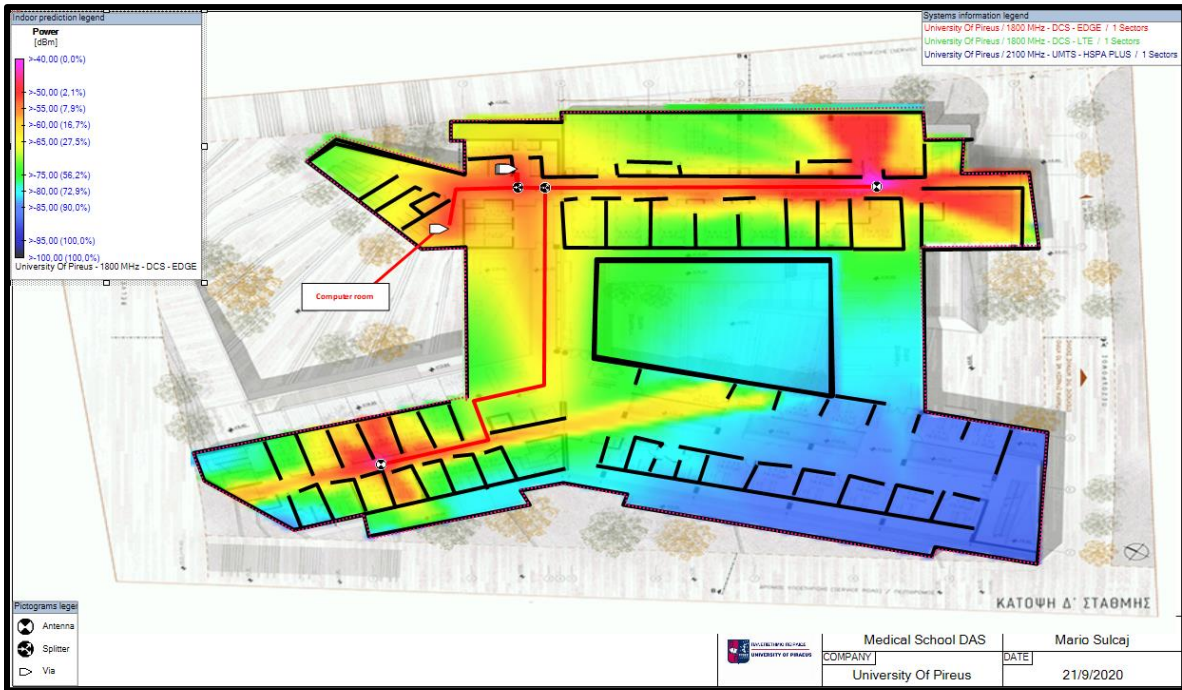 Indoor prediction legend
Power
[dBm]
>-40,00 (0,0%)
>-50,00 (2,1%)
>-55,00 (7,9%)
>-60,00 (16,7%)
>-65,00 (27,5%)
>-75,00 (56,2%)
>-80,00 (72,9%)
>-85,00 (90,0%)
>-95,00 (100,0%)
>-100,00 (100,0%)
University Of Pireus - 1800 MHz - DCS - EDGE
Systems information legend
University Of Pireus / 1800 MHz - DCS - EDGE / 1 Sectors
University Of Pireus / 1800 MHz - DCS - LTE / 1 Sectors
University Of Pireus / 2100 MHz - UMTS - HSPA PLUS / 1 Sectors
Computer room
ΚΑΤΟΨΗ Δ' ΣΤΑΘΜΗΣ
Pictograms leger
Antenna
Splitter
Via
UNIVERSITY OF PIRAEUS
Medical School DAS
Mario Sulcaj
COMPANY
DATE
University Of Pireus
21/9/2020